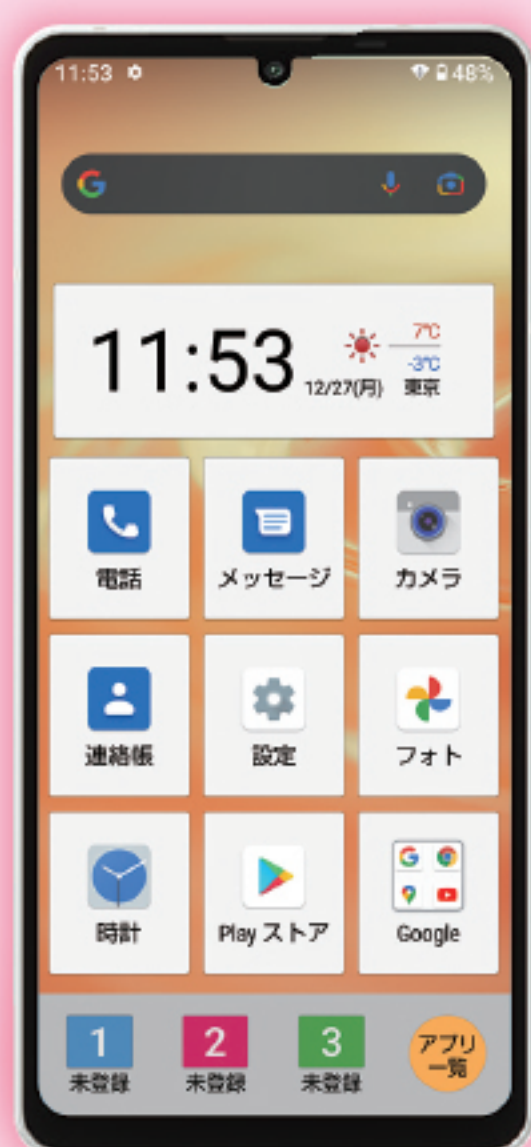 11:53
48%
11:53
7℃
-3℃
12/27(月)
東京
電話
メッセージ
カメラ
連絡帳
設定
フォト
時計
Play ストア
Google
1
2
3
未登録
未登録
未登録
アプリ
一覧